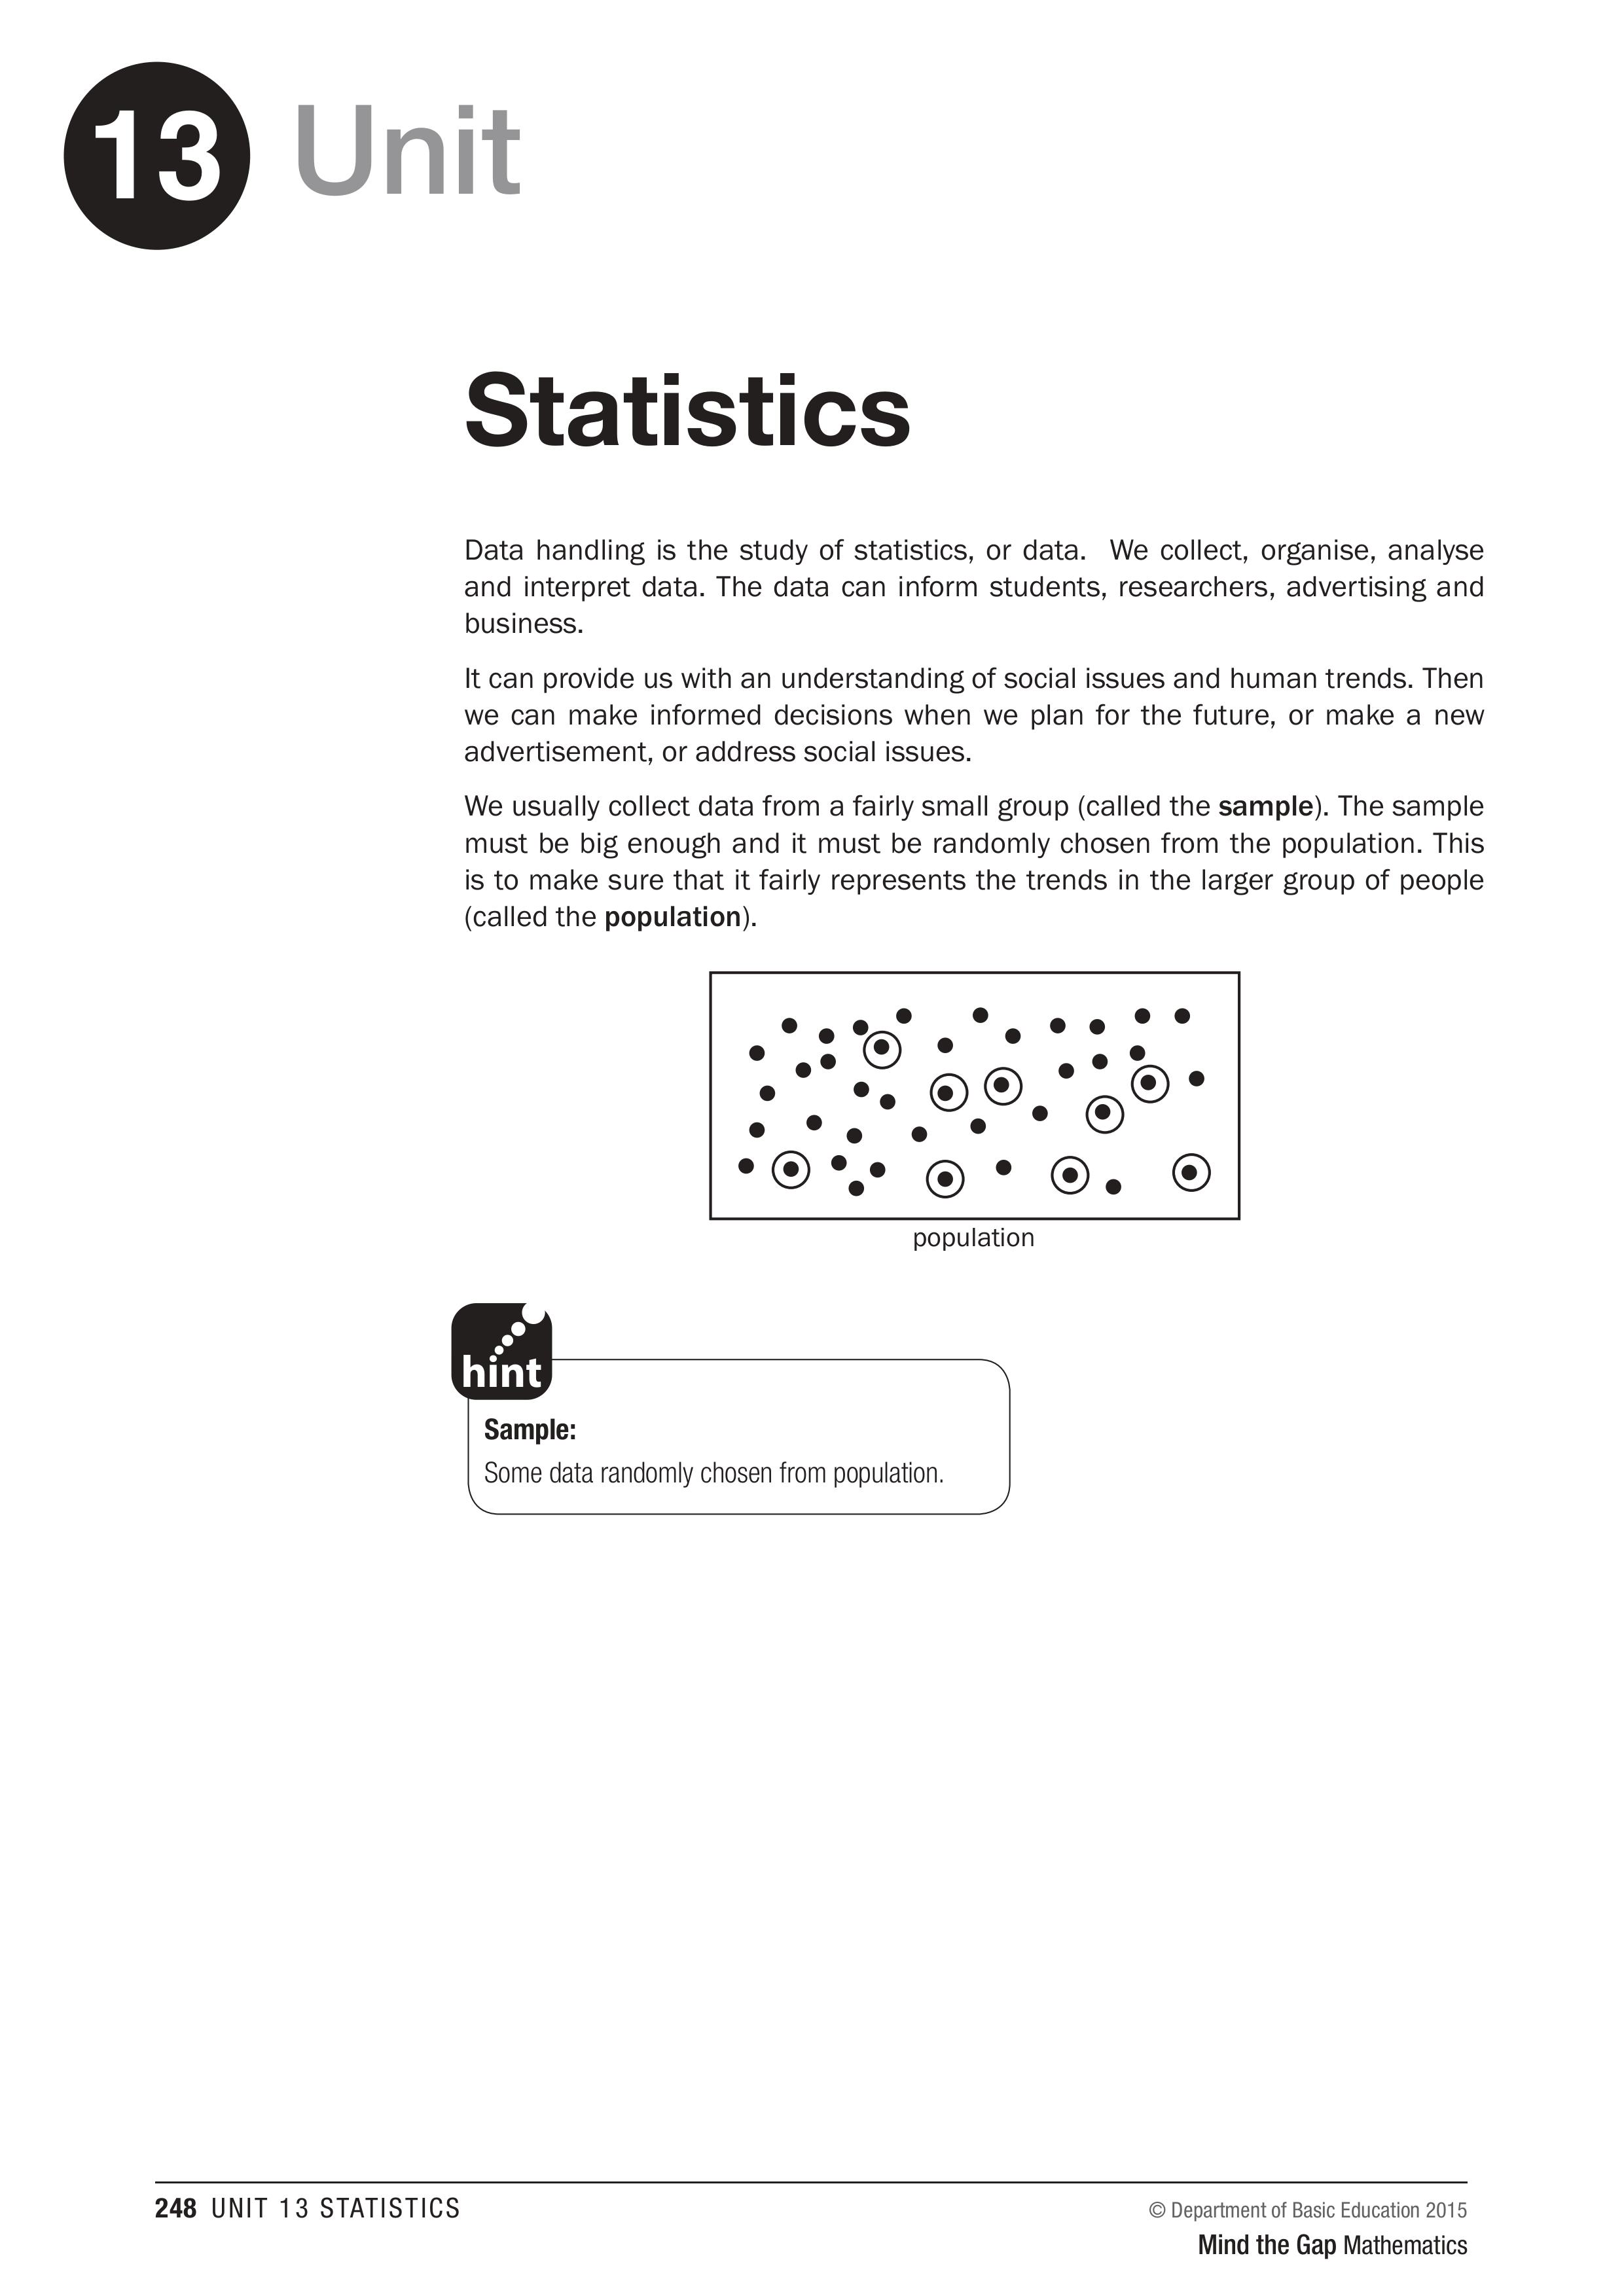 13 Unit
Statistics
Data handling is the study of statistics, or data. We collect, organise, analyse
and interpret data. The data can inform students, researchers, advertising and
business.
It can provide us with an understanding of social issues and human trends. Then
we can make informed decisions when we plan for the future, or make a new
advertisement, or address social issues.
We usually collect data from a fairly small group (called the sample). The sample
must be big enough and it must be randomly chosen from the population. This
is to make sure that it fairly represents the trends in the larger group of people
(called the population).
population
hint
Sample:
Some data randomly chosen from population.
248 UNIT 13 STATISTICS
© Department of Basic Education 2015
Mind the Gap Mathematics